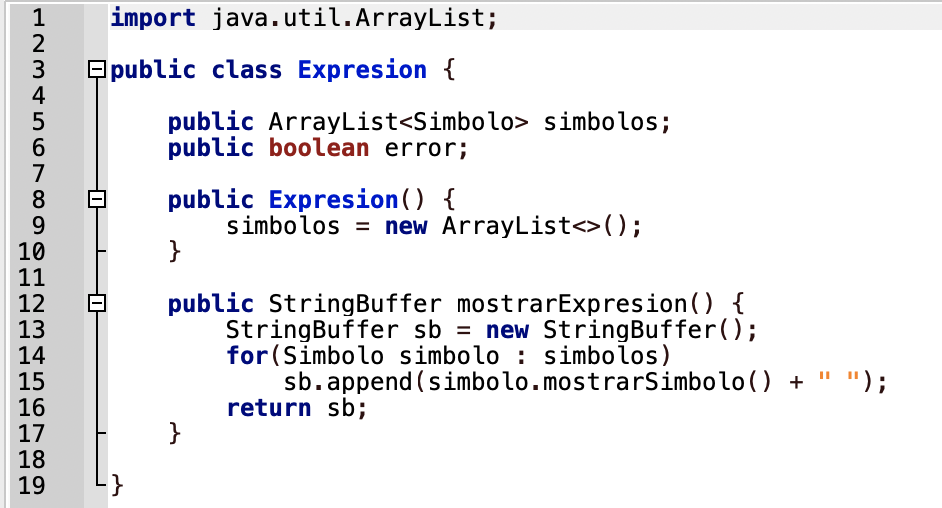 1 import java.util.ArrayList;
2
3 public class Expresion {
4
5     public ArrayList<Simbolo> simbolos;
6     public boolean error;
7
8     public Expresion() {
9         simbolos = new ArrayList<>();
10     }
11
12     public StringBuffer mostrarExpresion() {
13         StringBuffer sb = new StringBuffer();
14         for(Simbolo simbolo : simbolos)
15             sb.append(simbolo.mostrarSimbolo() + " ");
16         return sb;
17     }
18
19 }